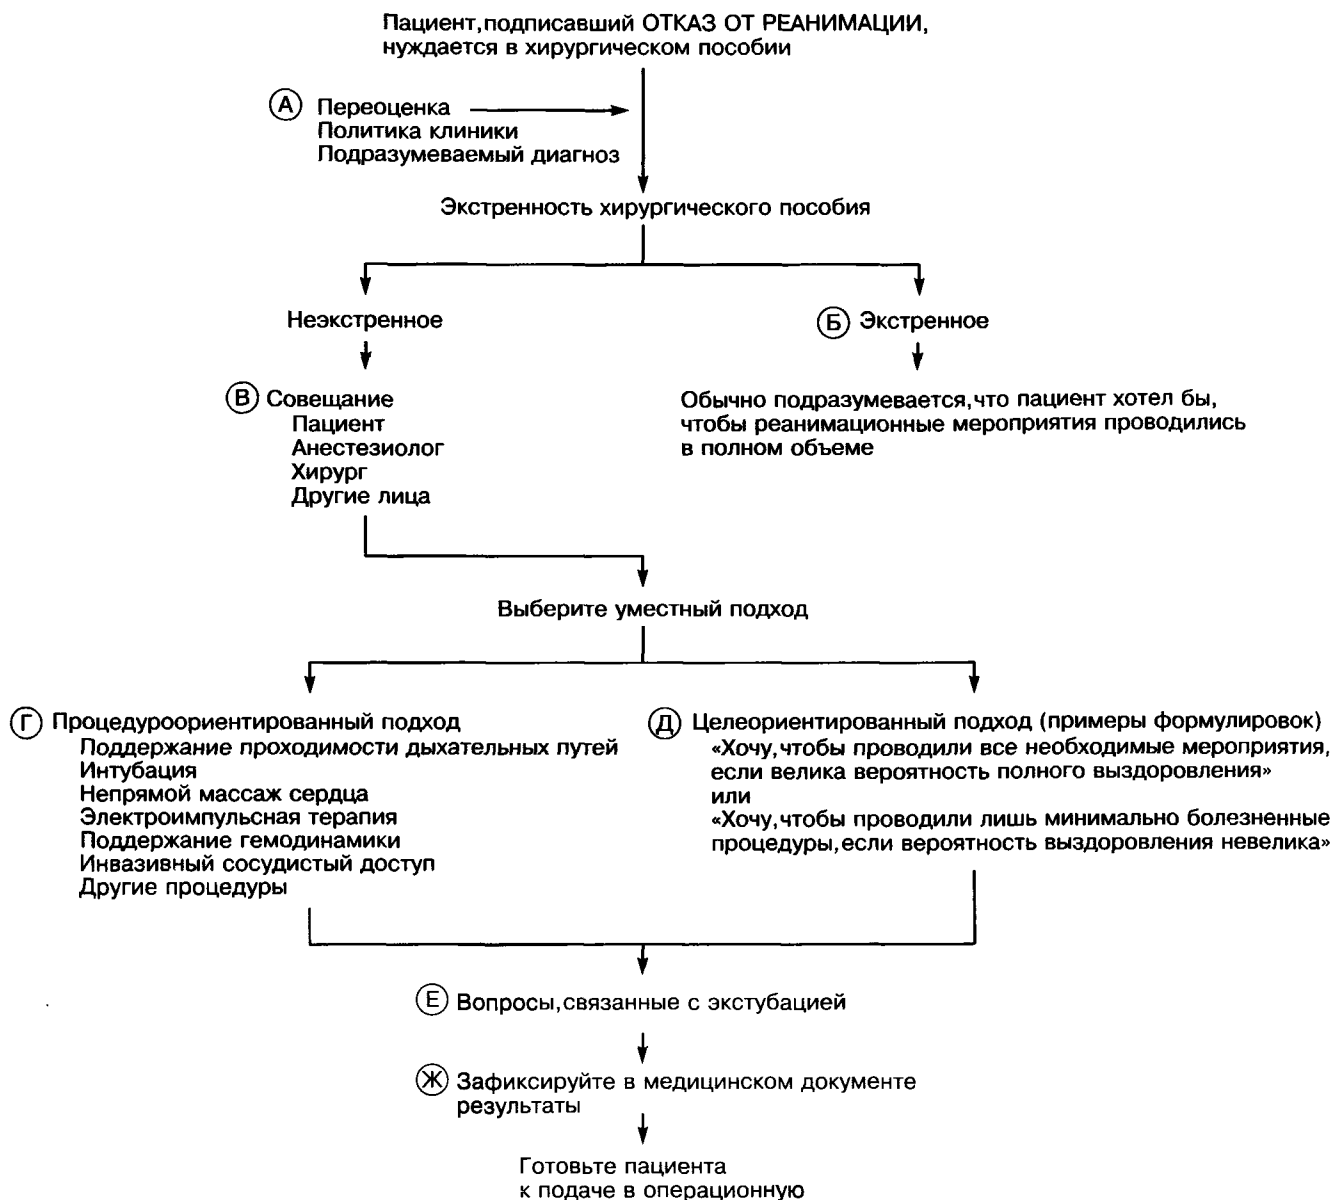 Пациент, подписавший ОТКАЗ ОТ РЕАНИМАЦИИ,
нуждается в хирургическом пособии
А Переоценка
Политика клиники
Подразумеваемый диагноз
Экстренность хирургического пособия
Неэкстренное
Б Экстренное
В Совещание
Пациент
Анестезиолог
Хирург
Другие лица
Обычно подразумевается, что пациент хотел бы,
чтобы реанимационные мероприятия проводились
в полном объеме
Выберите уместный подход
Г Процедуроориентированный подход
Поддержание проходимости дыхательных путей
Интубация
Непрямой массаж сердца
Электроимпульсная терапия
Поддержание гемодинамики
Инвазивный сосудистый доступ
Другие процедуры
Д Целеориентированный подход (примеры формулировок)
«Хочу, чтобы проводили все необходимые мероприятия,
если велика вероятность полного выздоровления»
или
«Хочу, чтобы проводили лишь минимально болезненные
процедуры, если вероятность выздоровления невелика»
Е Вопросы, связанные с экстубацией
Ж Зафиксируйте в медицинском документе
результаты
Готовьте пациента
к подаче в операционную